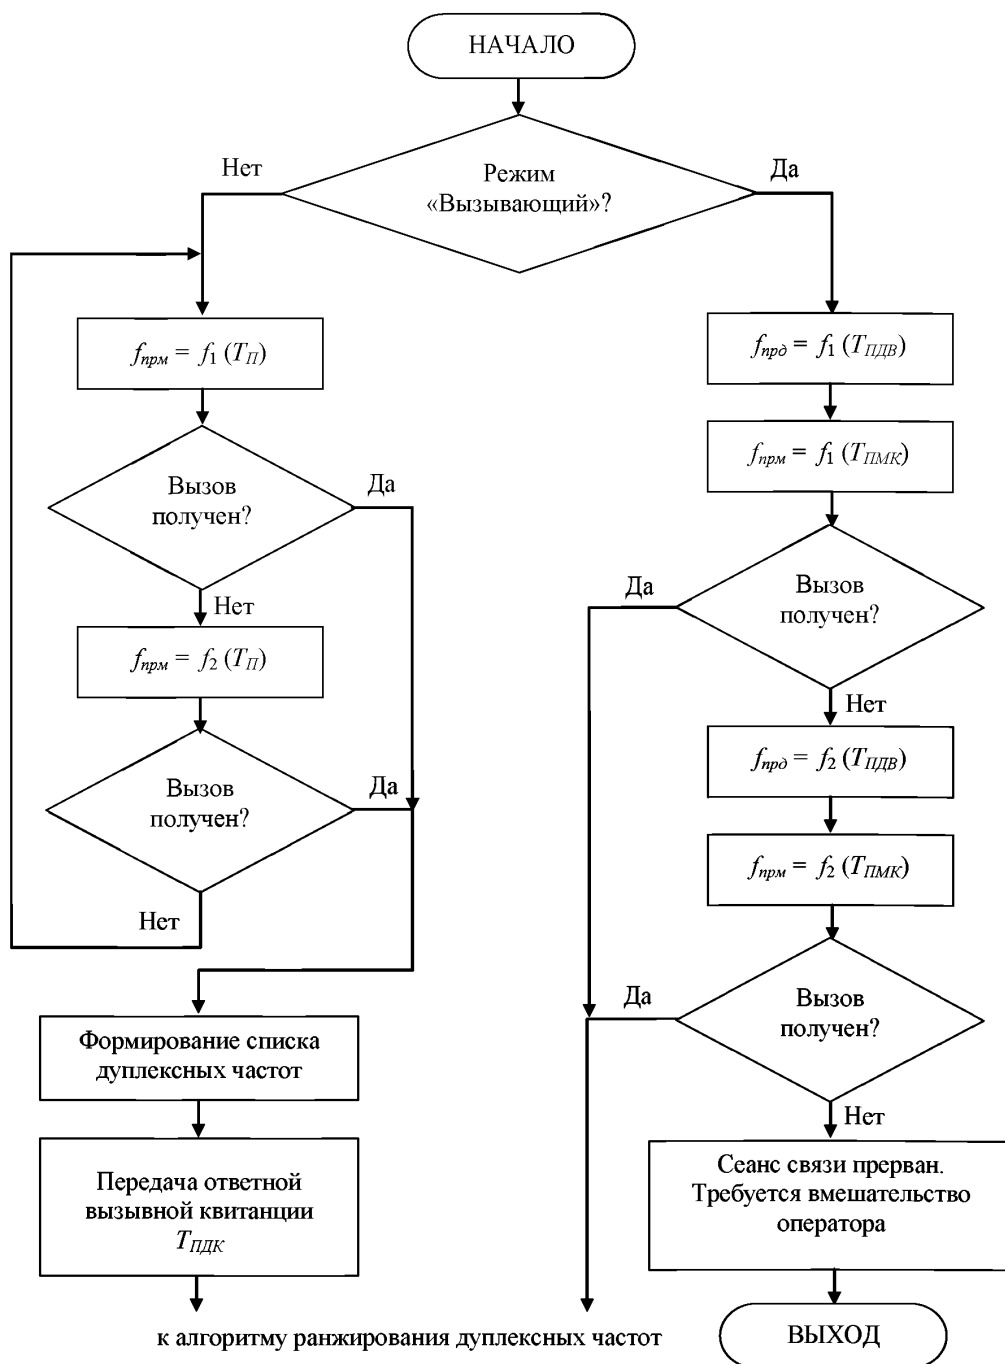 НАЧАЛО
Режим
«Вызывающий»?
Нет
Да
fпрм = f1 (TП)
fпрд = f1 (TПДВ)
fпрм = f1 (TПМК)
Вызов
получен?
Да
Нет
Вызов
получен?
Да
Нет
fпрм = f2 (TП)
fпрд = f2 (TПДВ)
Вызов
получен?
Да
Нет
fпрм = f2 (TПМК)
Вызов
получен?
Да
Нет
Формирование списка
дуплексных частот
Передача ответной
вызывной квитанции
TПДК
Сеанс связи прерван.
Требуется вмешательство
оператора
к алгоритму ранжирования дуплексных частот
ВЫХОД